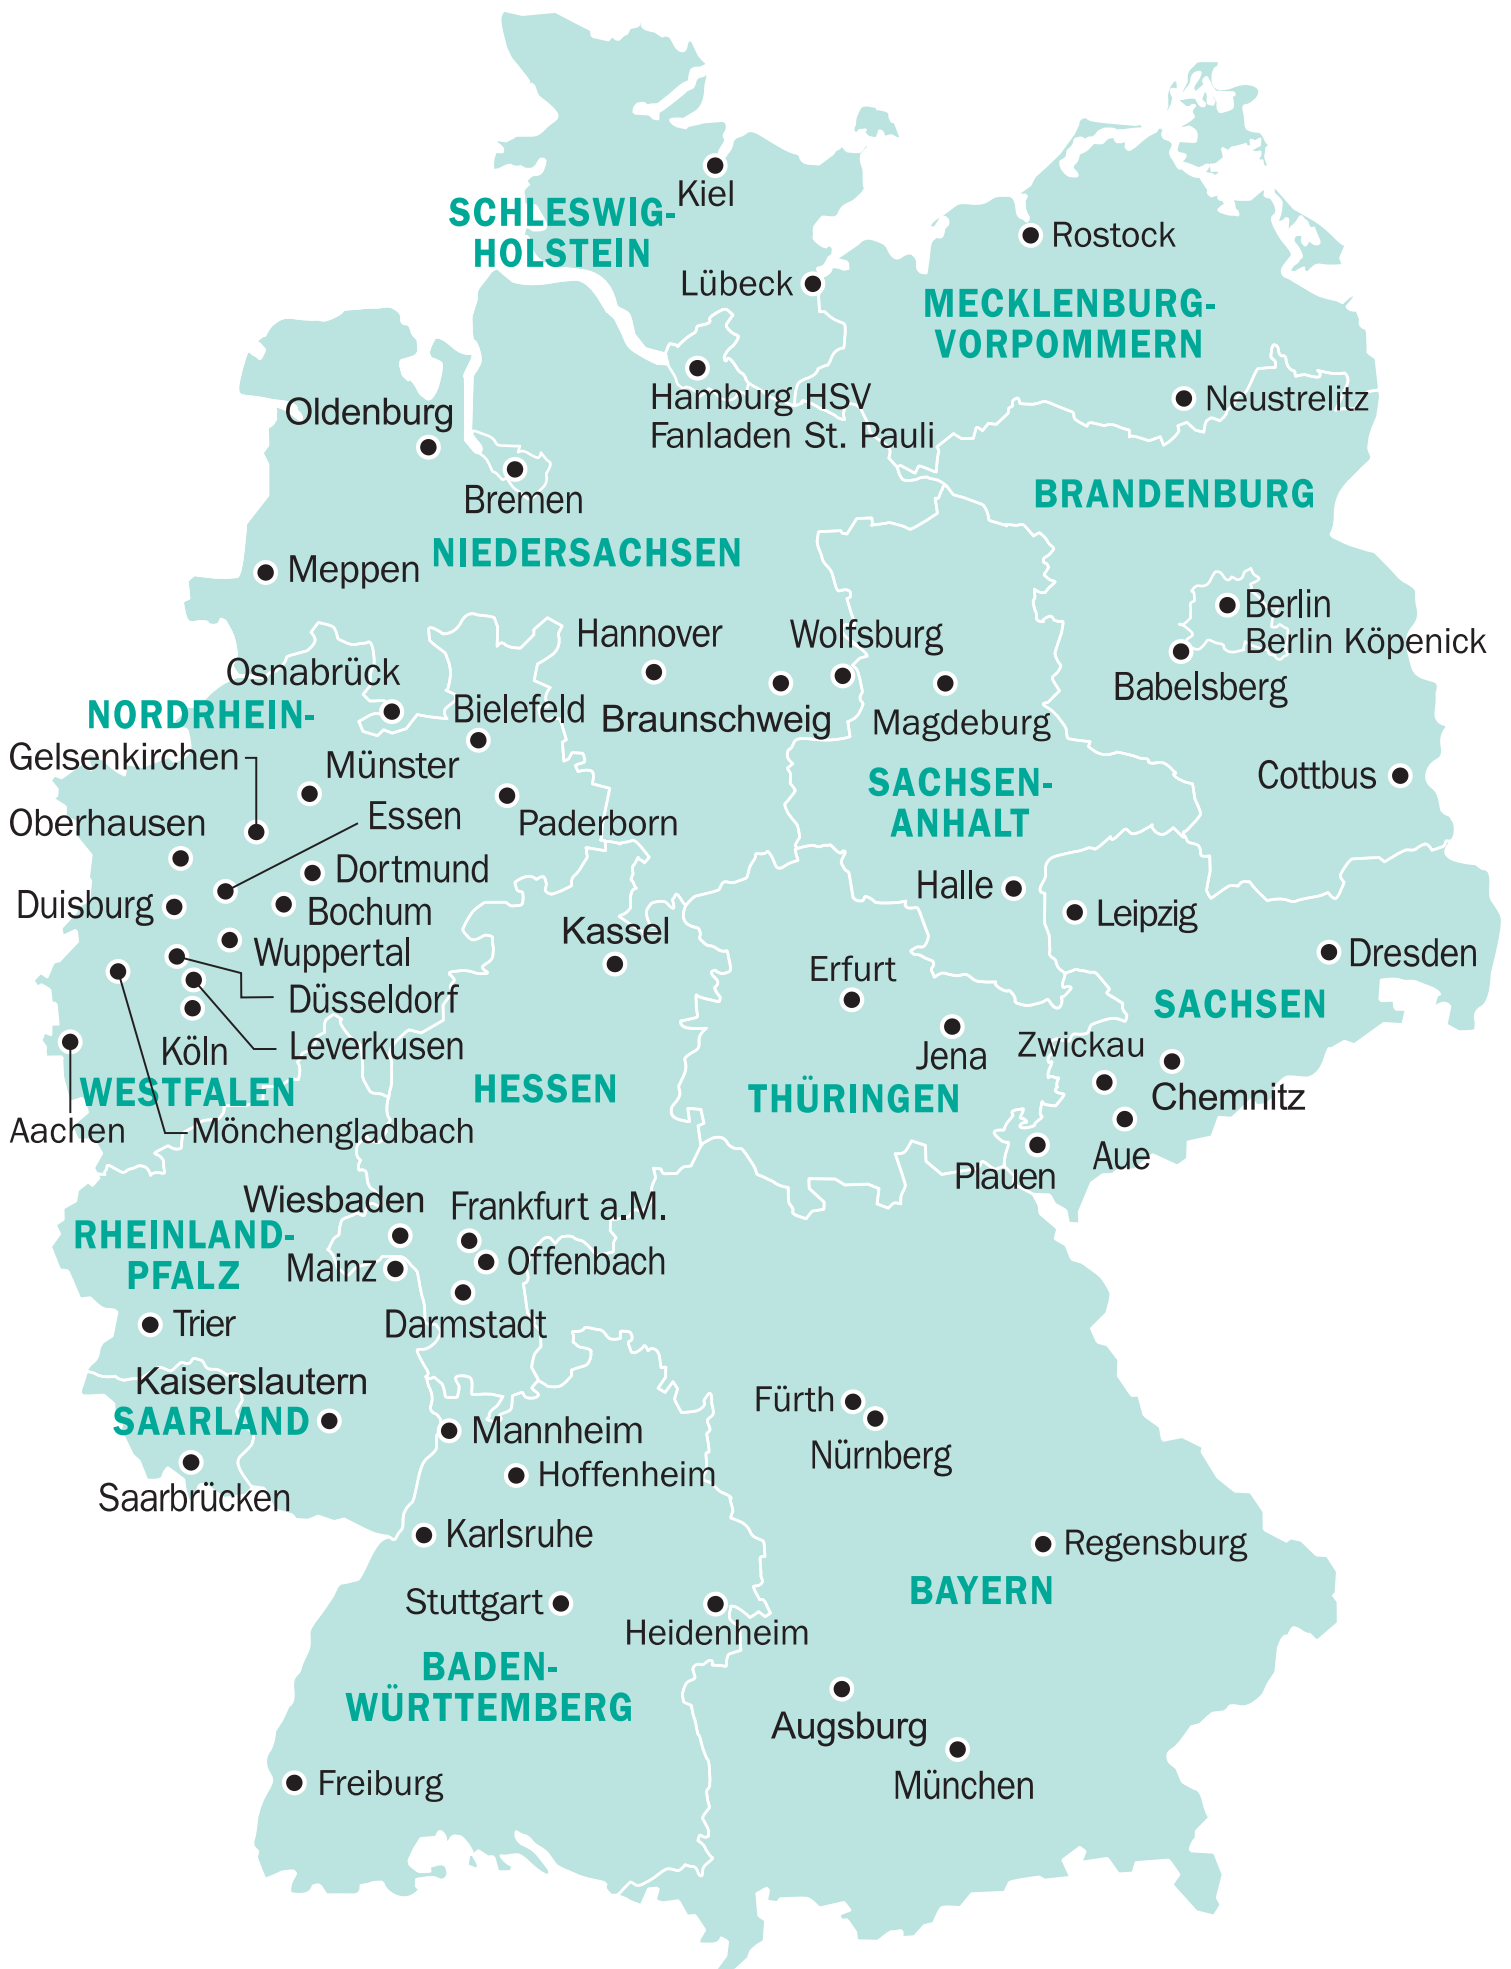 Kiel
SCHLESWIG-
HOLSTEIN
Rostock
Lübeck
MECKLENBURG-
VORPOMMERN
Hamburg HSV
Fanladen St. Pauli
Neustrelitz
Oldenburg
Bremen
BRANDENBURG
NIEDERSACHSEN
Meppen
Berlin
Berlin Köpenick
Hannover
Wolfsburg
Osnabrück
Babelsberg
NORDRHEIN-
Bielefeld
Braunschweig
Magdeburg
Gelsenkirchen
Münster
Cottbus
SACHSEN-
ANHALT
Essen
Oberhausen
Paderborn
Dortmund
Halle
Duisburg
Bochum
Leipzig
Kassel
Wuppertal
Dresden
Erfurt
Düsseldorf
SACHSEN
Köln
Leverkusen
Jena
Zwickau
WESTFALEN
HESSEN
THÜRINGEN
Chemnitz
Aachen
Mönchengladbach
Aue
Plauen
Wiesbaden
Frankfurt a.M.
RHEINLAND-
PFALZ
Mainz
Offenbach
Trier
Darmstadt
Kaiserslautern
SAARLAND
Fürth
Mannheim
Nürnberg
Hoffenheim
Saarbrücken
Karlsruhe
Regensburg
BAYERN
Stuttgart
Heidenheim
BADEN-
WÜRTTEMBERG
Augsburg
Freiburg
München